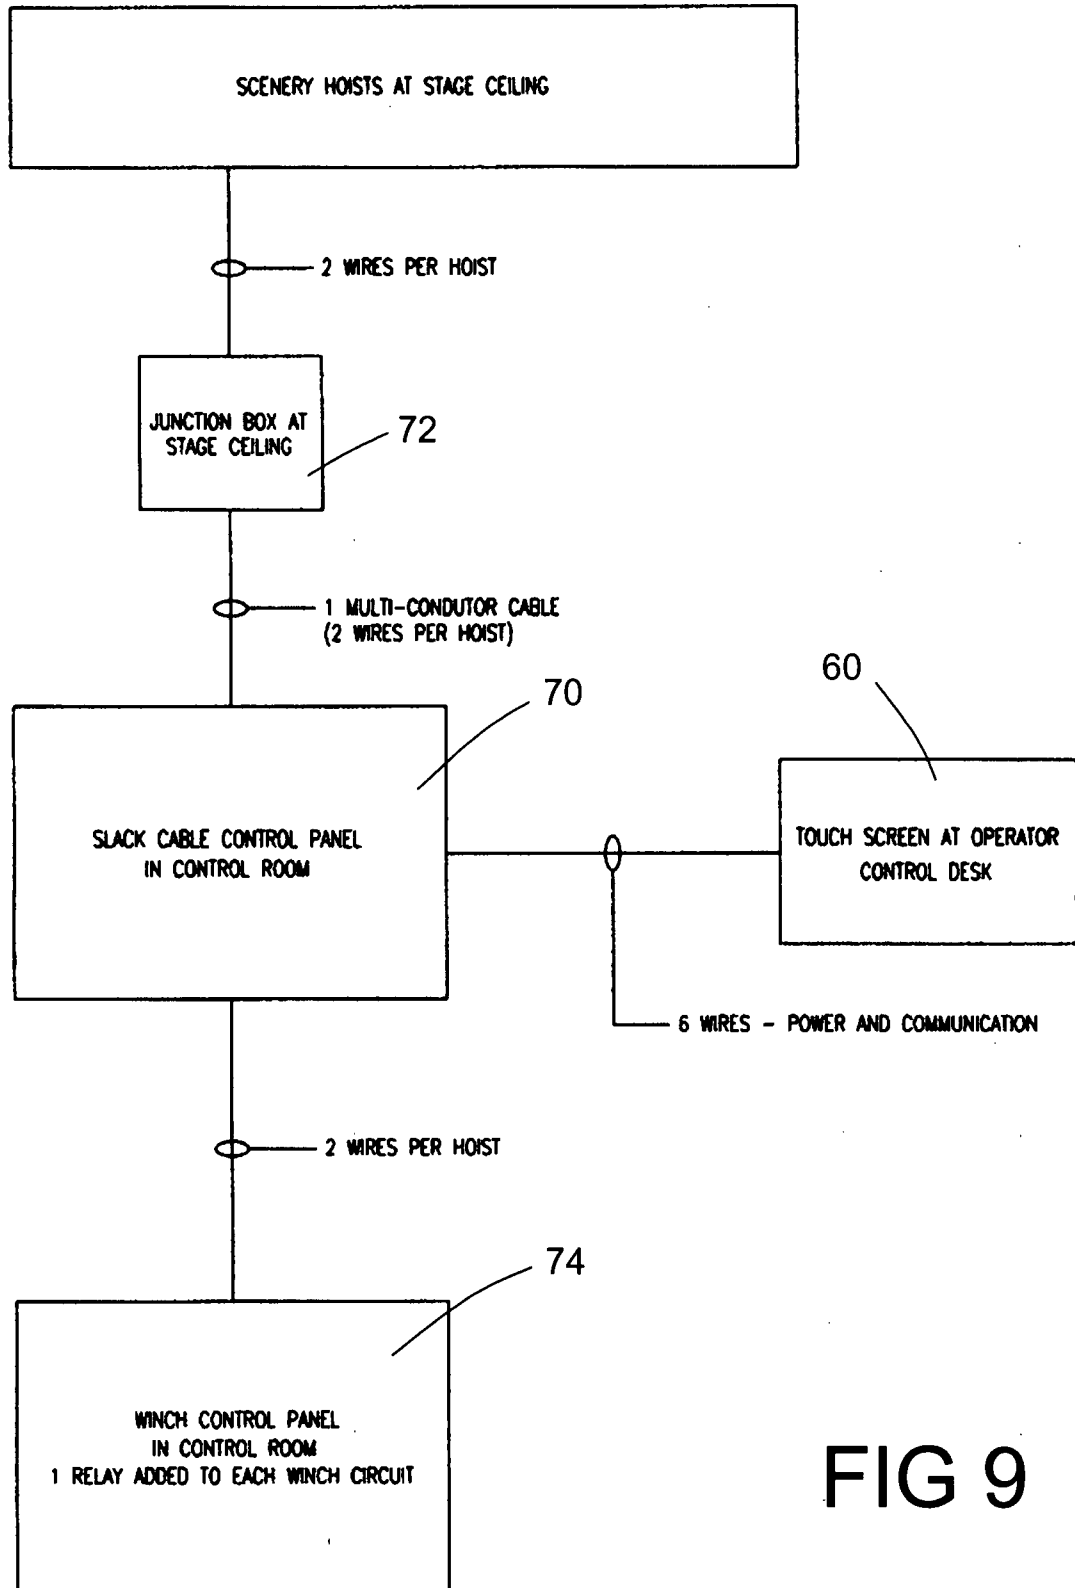 SCENERY HOISTS AT STAGE CEILING
2 WIRES PER HOIST
JUNCTION BOX AT
STAGE CEILING
72
1 MULTI-CONDUTOR CABLE
(2 WIRES PER HOIST)
70
60
SLACK CABLE CONTROL PANEL
IN CONTROL ROOM
TOUCH SCREEN AT OPERATOR
CONTROL DESK
6 WIRES - POWER AND COMMUNICATION
2 WIRES PER HOIST
74
WINCH CONTROL PANEL
IN CONTROL ROOM
1 RELAY ADDED TO EACH WINCH CIRCUIT
FIG 9